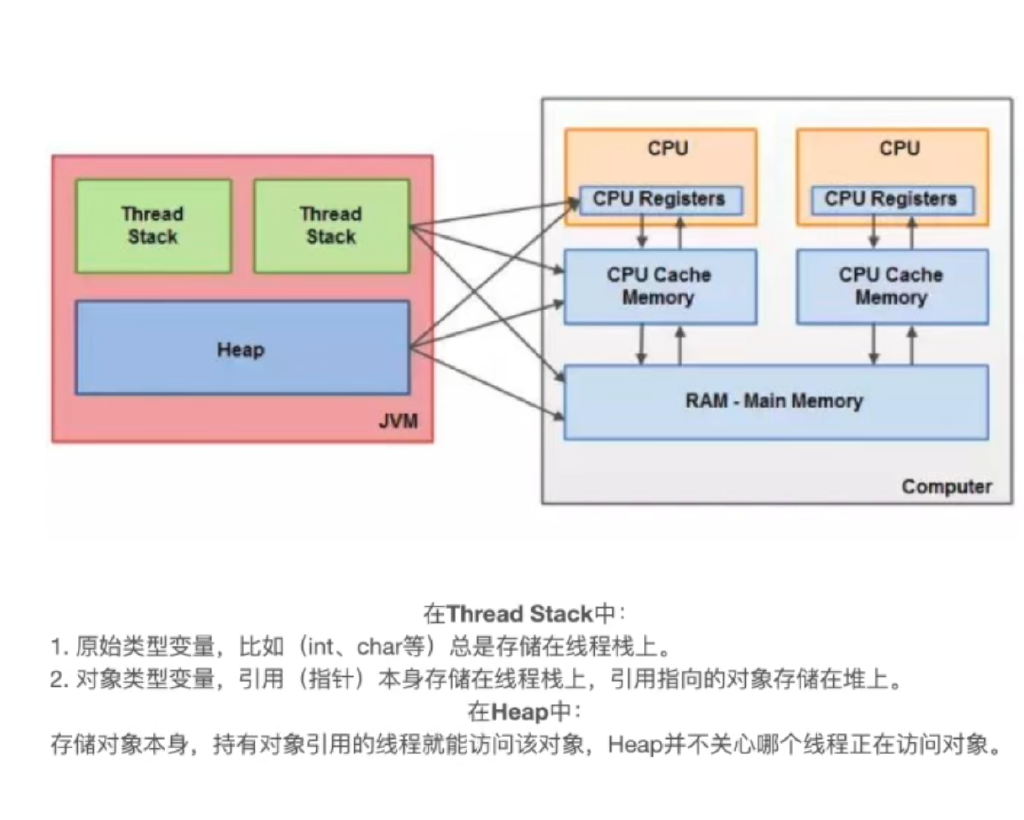 CPU
CPU
CPU Registers
CPU Registers
Thread
Stack
Thread
Stack
CPU Cache
Memory
CPU Cache
Memory
Heap
RAM - Main Memory
JVM
Computer
在Thread Stack中：
1. 原始类型变量，比如（int、char等）总是存储在线程栈上。
2. 对象类型变量，引用（指针）本身存储在线程栈上，引用指向的对象存储在堆上。
在Heap中：
存储对象本身，持有对象引用的线程就能访问该对象，Heap并不关心哪个线程正在访问对象。